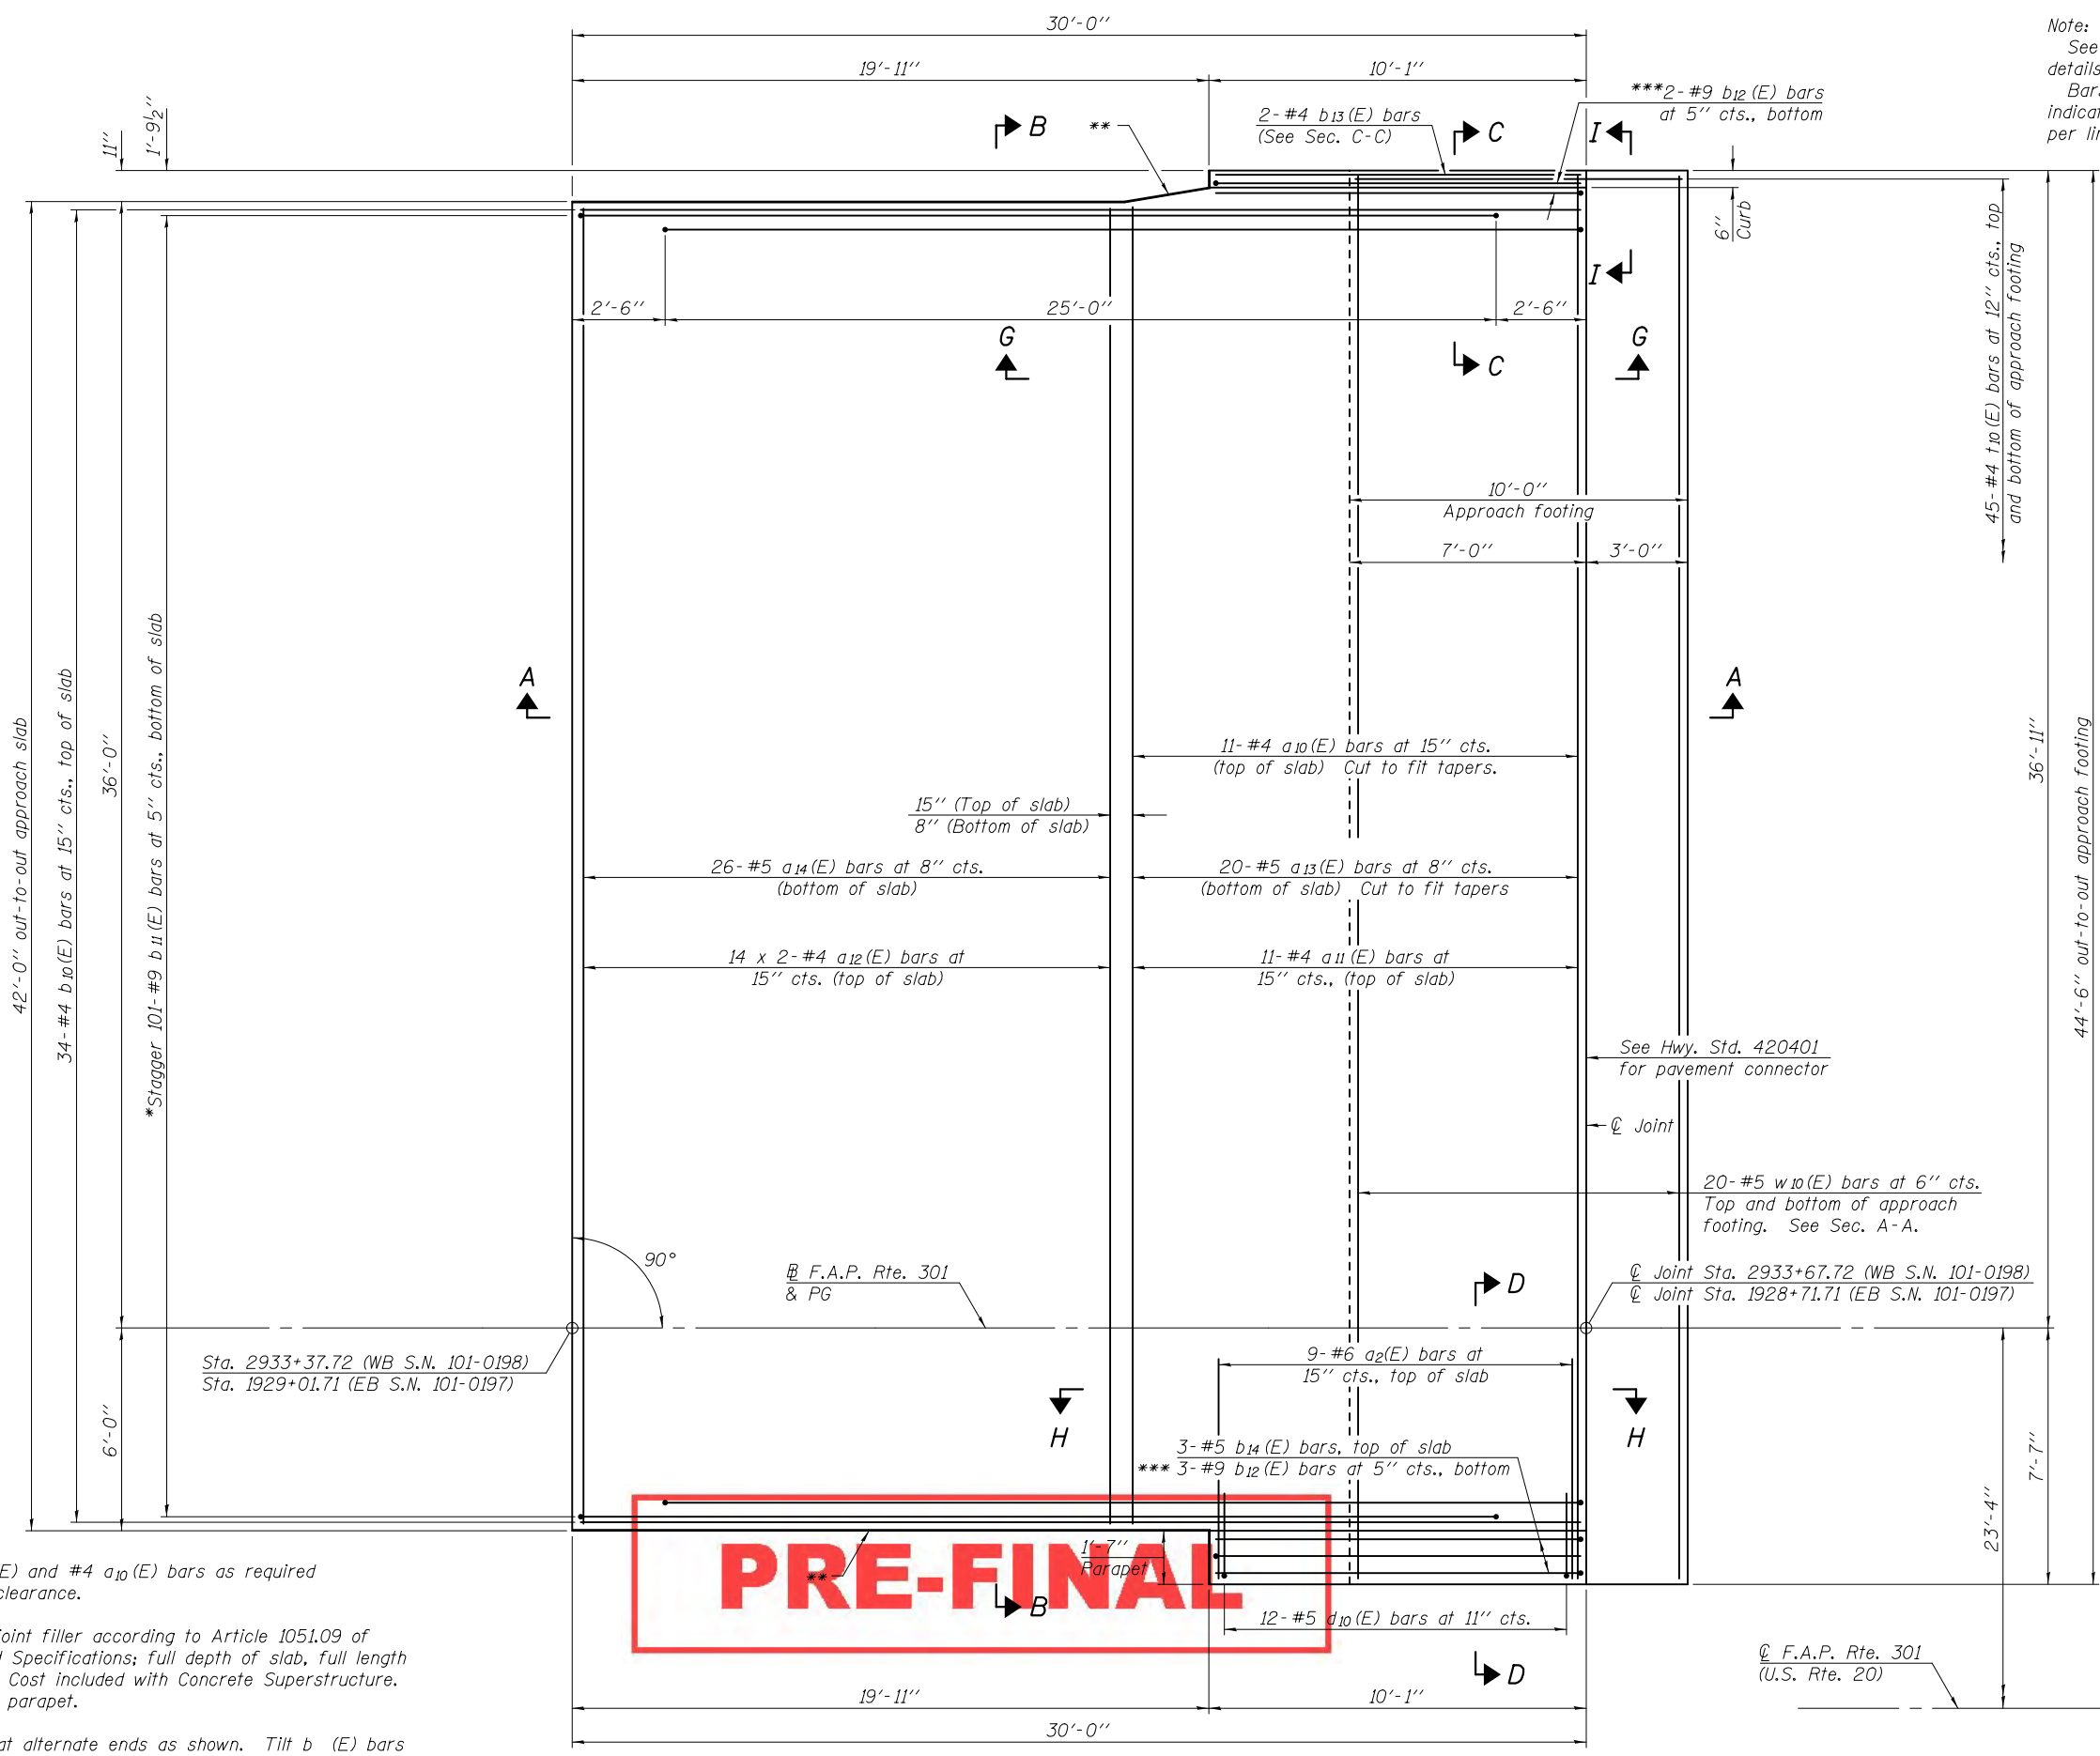 30'-0"
19'-11"
10'-1"
Note:
See
details
Bars
indicat
per lin
***2-#9 b12(E) bars
at 5" cts., bottom
2-#4 b13(E) bars
(See Sec. C-C)
11"
1'-9½"
B
**
C
I
6"
Curb
I
2'-6"
25'-0"
2'-6"
G
C
G
45-#4 t10(E) bars at 12" cts., top
and bottom of approach footing
10'-0"
Approach footing
7'-0"
3'-0"
A
A
42'-0" out-to-out approach slab
34-#4 b10(E) bars at 15" cts., top of slab
36'-0"
*Stagger 101-#9 b11(E) bars at 5" cts., bottom of slab
36'-11"
44'-6" out-to-out approach footing
11-#4 a10(E) bars at 15" cts.
(top of slab) Cut to fit tapers.
15" (Top of slab)
8" (Bottom of slab)
26-#5 a14(E) bars at 8" cts.
(bottom of slab)
20-#5 a13(E) bars at 8" cts.
(bottom of slab) Cut to fit tapers
14 x 2-#4 a12(E) bars at
15" cts. (top of slab)
11-#4 a11(E) bars at
15" cts., (top of slab)
See Hwy. Std. 420401
for pavement connector
℄ Joint
20-#5 w10(E) bars at 6" cts.
Top and bottom of approach
footing. See Sec. A-A.
90°
B F.A.P. Rte. 301
& PG
D
℄ Joint Sta. 2933+67.72 (WB S.N. 101-0198)
℄ Joint Sta. 1928+71.71 (EB S.N. 101-0197)
Sta. 2933+37.72 (WB S.N. 101-0198)
Sta. 1929+01.71 (EB S.N. 101-0197)
9-#6 a2(E) bars at
15" cts., top of slab
6'-0"
H
H
3-#5 b14(E) bars, top of slab
*** 3-#9 b12(E) bars at 5" cts., bottom
7'-7"
23'-4"
1'-7"
Parapet
PRE-FINAL
**
B
12-#5 d10(E) bars at 11" cts.
D
(E) and #4 a10(E) bars as required
clearance.
joint filler according to Article 1051.09 of
d Specifications; full depth of slab, full length
Cost included with Concrete Superstructure.
parapet.
at alternate ends as shown. Tilt b (E) bars
℄ F.A.P. Rte. 301
(U.S. Rte. 20)
19'-11"
10'-1"
30'-0"